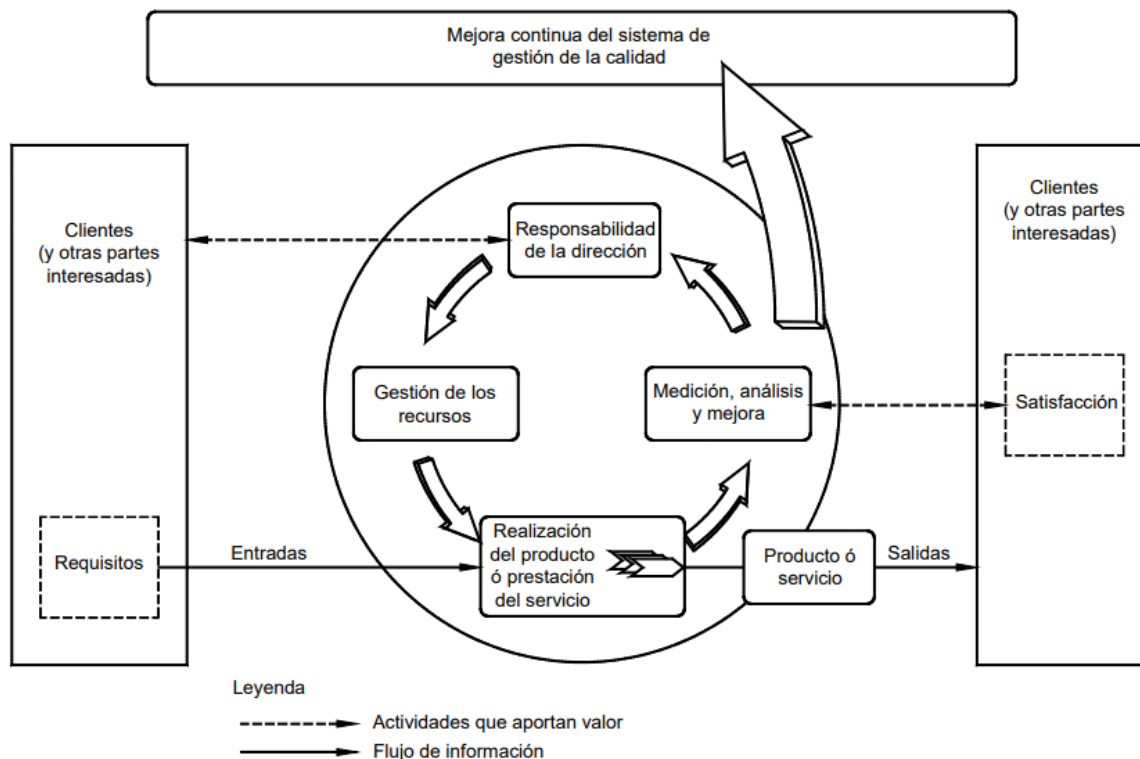 Mejora continua del sistema de
gestión de la calidad
Clientes
(y otras partes
interesadas)
Responsabilidad
de la dirección
Clientes
(y otras partes
interesadas)
Gestión de los
recursos
Medición, análisis
y mejora
Satisfacción
Requisitos
Entradas
Realización
del producto
ó prestación
del servicio
Producto ó
servicio
Salidas
Leyenda
Actividades que aportan valor
Flujo de información